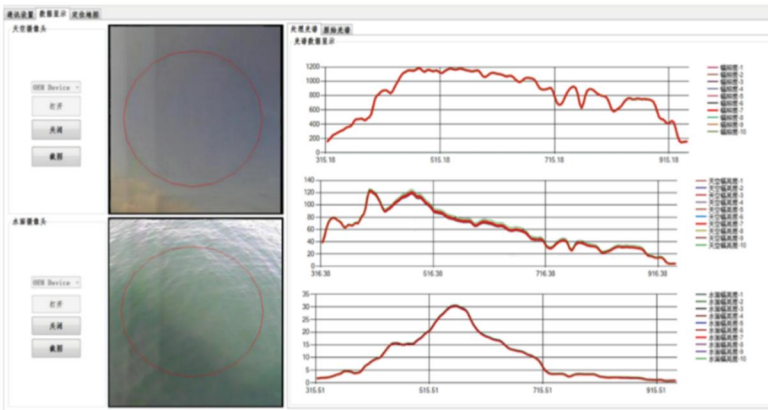 通讯设置 数据显示 定位地图
天空摄像头
OEM Device
打开
关闭
截图
水面摄像头
OEM Device
打开
关闭
截图
处理光谱 原始光谱
光谱数据显示
1200
1000
800
600
400
200
0
315.18 515.18 715.18 915.18
辐照度-1
辐照度-2
辐照度-3
辐照度-4
辐照度-5
辐照度-6
辐照度-7
辐照度-8
辐照度-9
辐照度-10
140
120
100
80
60
40
20
0
316.38 516.38 716.38 916.38
天空辐亮度-1
天空辐亮度-2
天空辐亮度-3
天空辐亮度-4
天空辐亮度-5
天空辐亮度-6
天空辐亮度-7
天空辐亮度-8
天空辐亮度-9
天空辐亮度-10
35
30
25
20
15
10
5
0
315.51 515.51 715.51 915.51
水面辐亮度-1
水面辐亮度-2
水面辐亮度-3
水面辐亮度-4
水面辐亮度-5
水面辐亮度-6
水面辐亮度-7
水面辐亮度-8
水面辐亮度-9
水面辐亮度-10